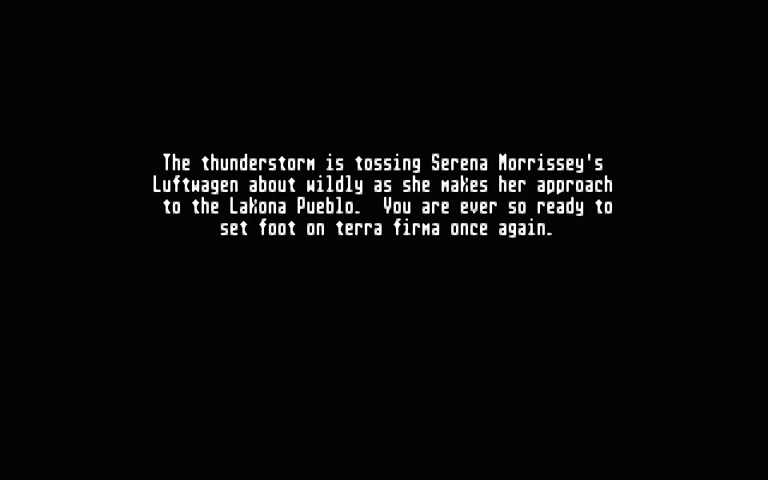 The thunderstorm is tossing Serena Morrissey's
Luftwagen about wildly as she makes her approach
to the Lakona Pueblo.  You are ever so ready to
set foot on terra firma once again.